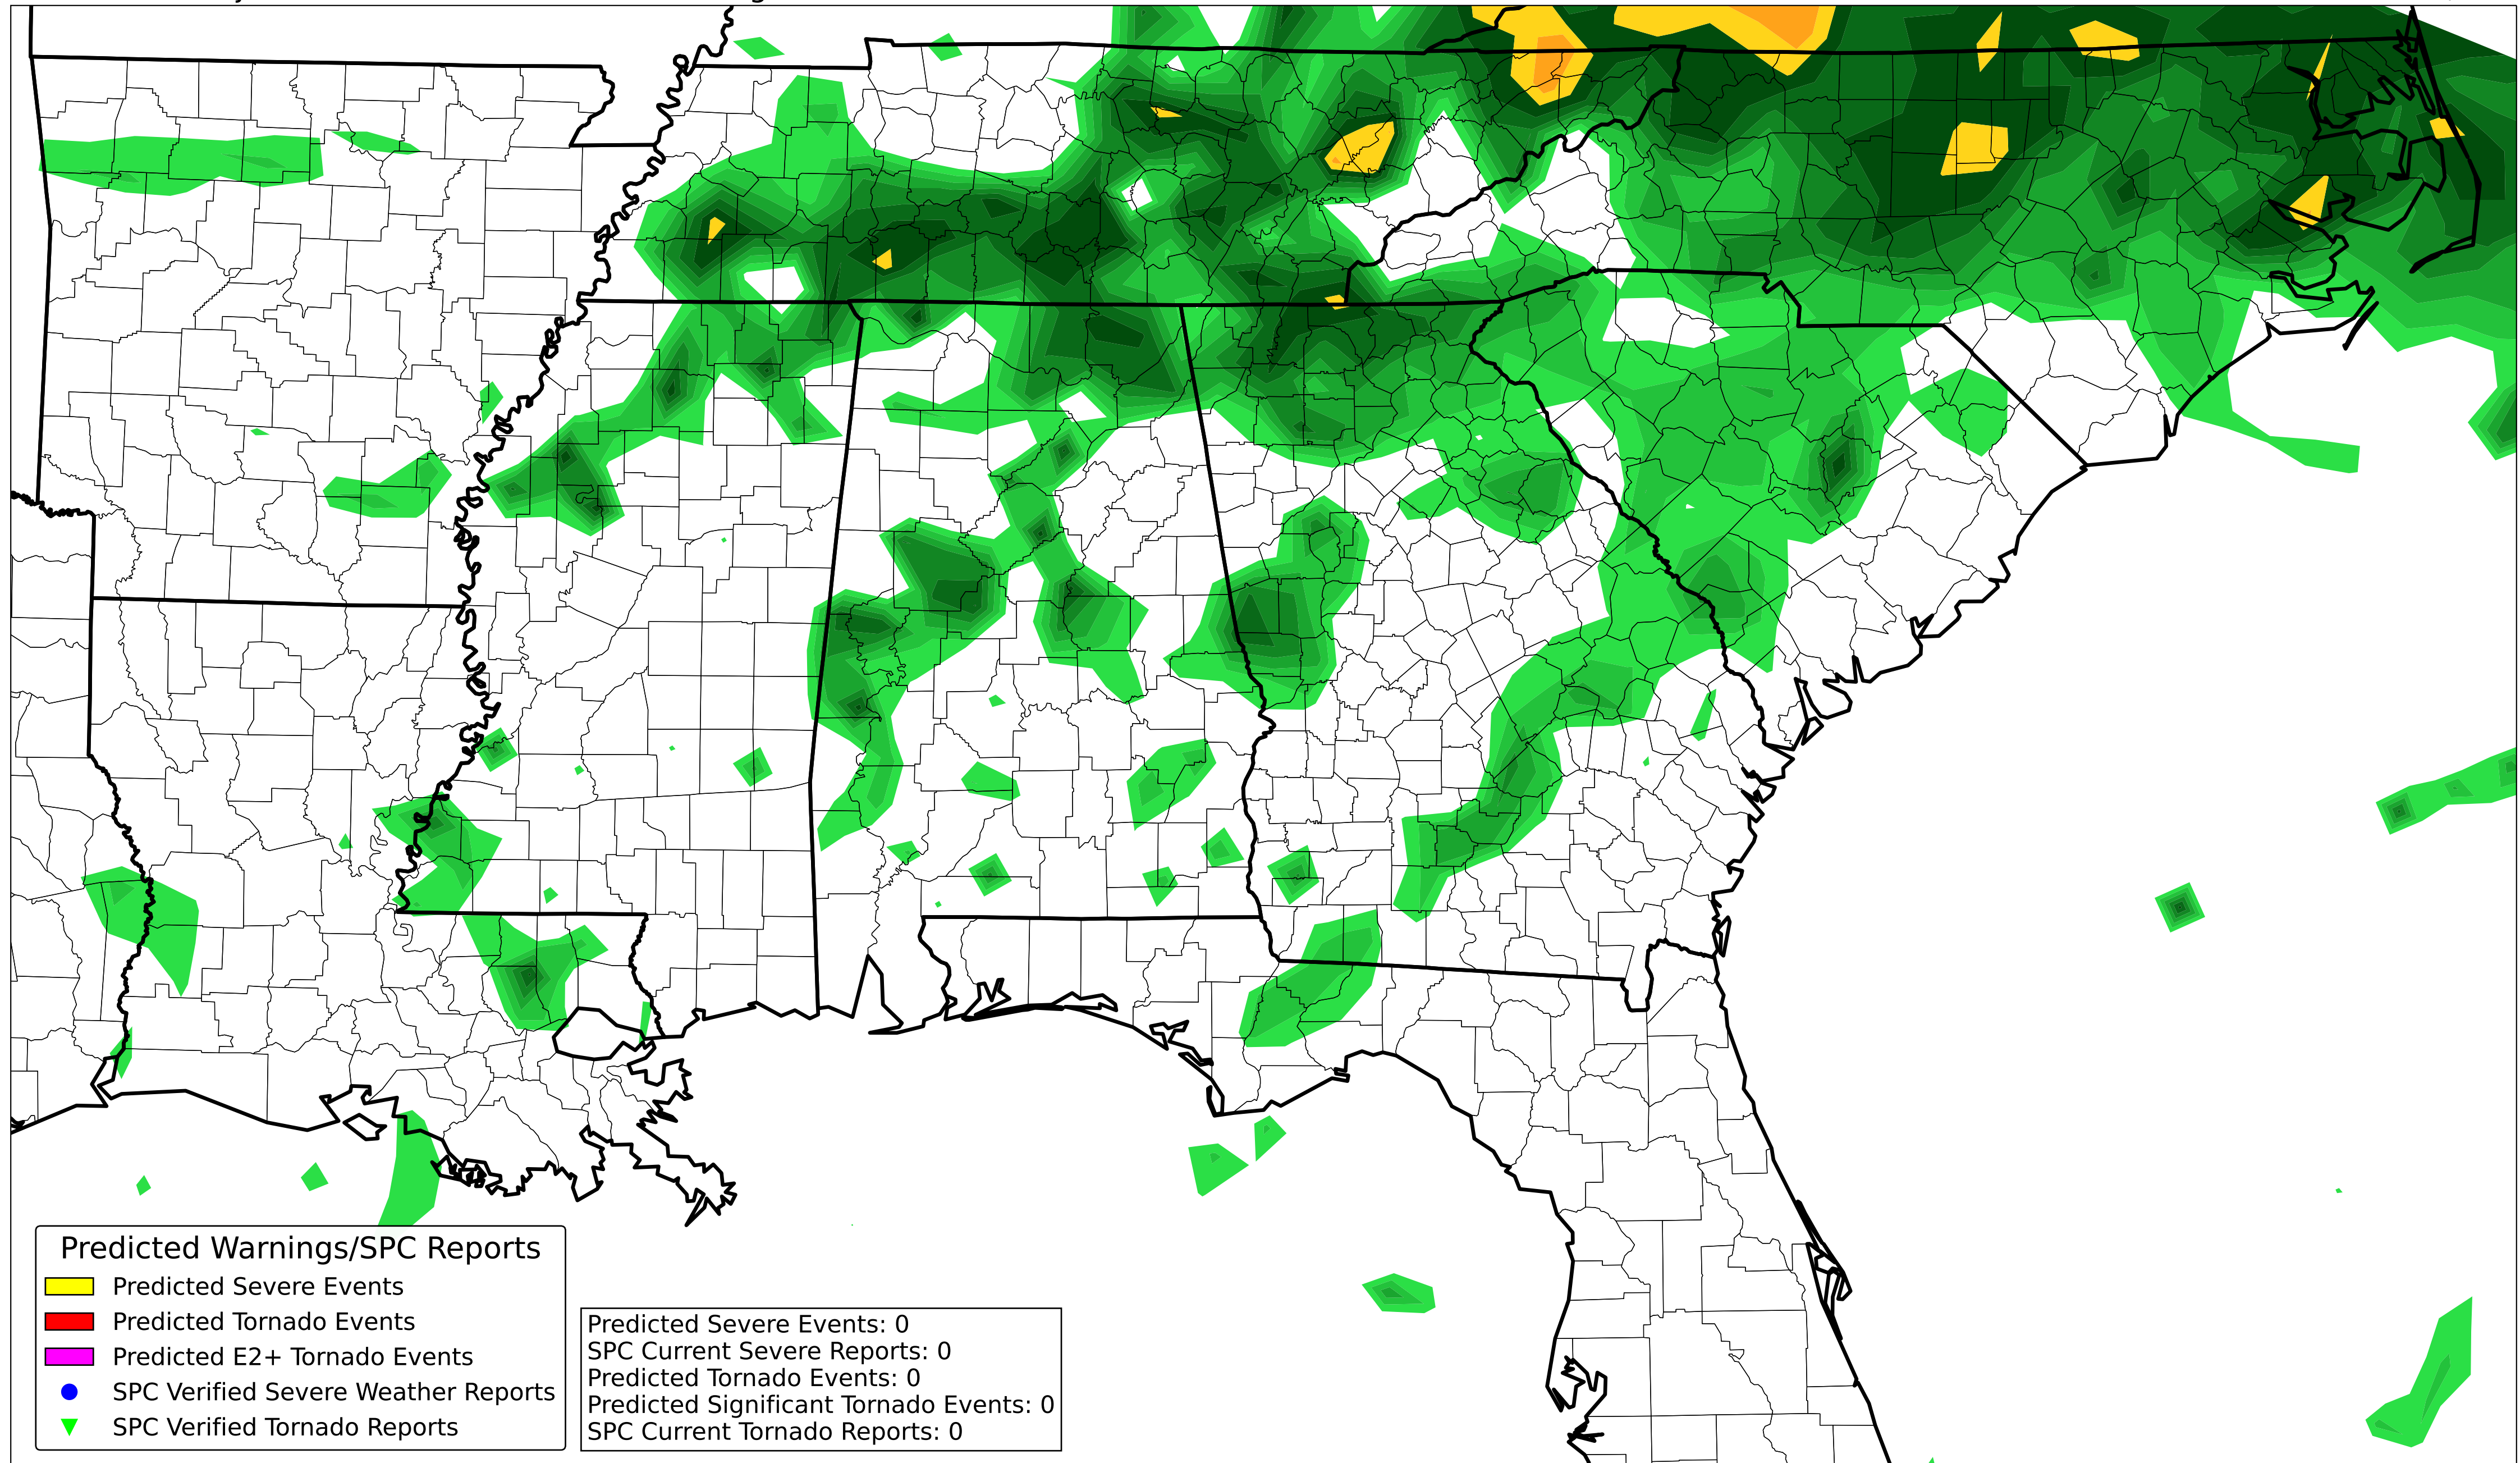 Predicted Warnings/SPC Reports
Predicted Severe Events
Predicted Tornado Events
Predicted E2+ Tornado Events
SPC Verified Severe Weather Reports
SPC Verified Tornado Reports
Predicted Severe Events: 0
SPC Current Severe Reports: 0
Predicted Tornado Events: 0
Predicted Significant Tornado Events: 0
SPC Current Tornado Reports: 0